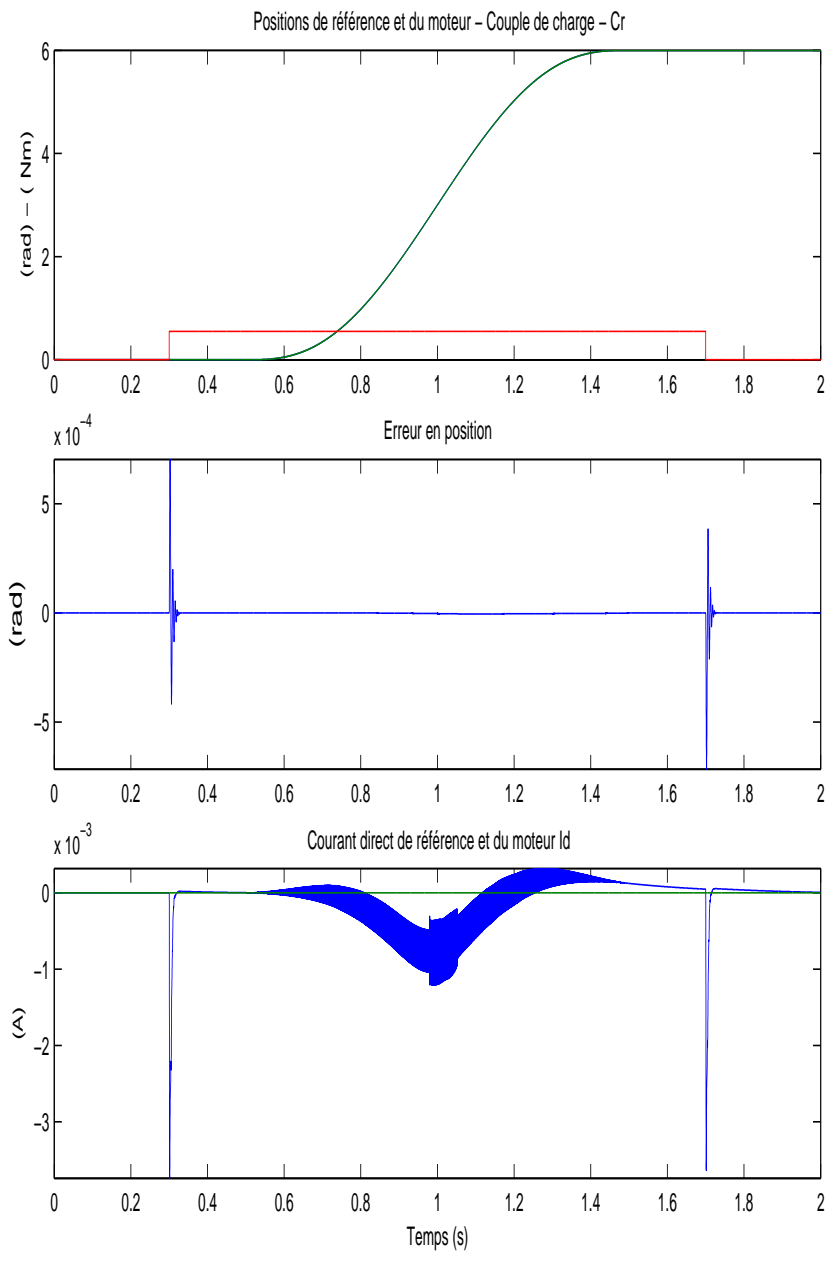 Positions de référence et du moteur – Couple de charge – Cr
6
4
2
0
(rad) – ( Nm)
0 0.2 0.4 0.6 0.8 1 1.2 1.4 1.6 1.8 2
x 10^-4
Erreur en position
5
0
–5
(rad)
0 0.2 0.4 0.6 0.8 1 1.2 1.4 1.6 1.8 2
x 10^-3
Courant direct de référence et du moteur Id
0
–1
–2
–3
(A)
0 0.2 0.4 0.6 0.8 1 1.2 1.4 1.6 1.8 2
Temps (s)